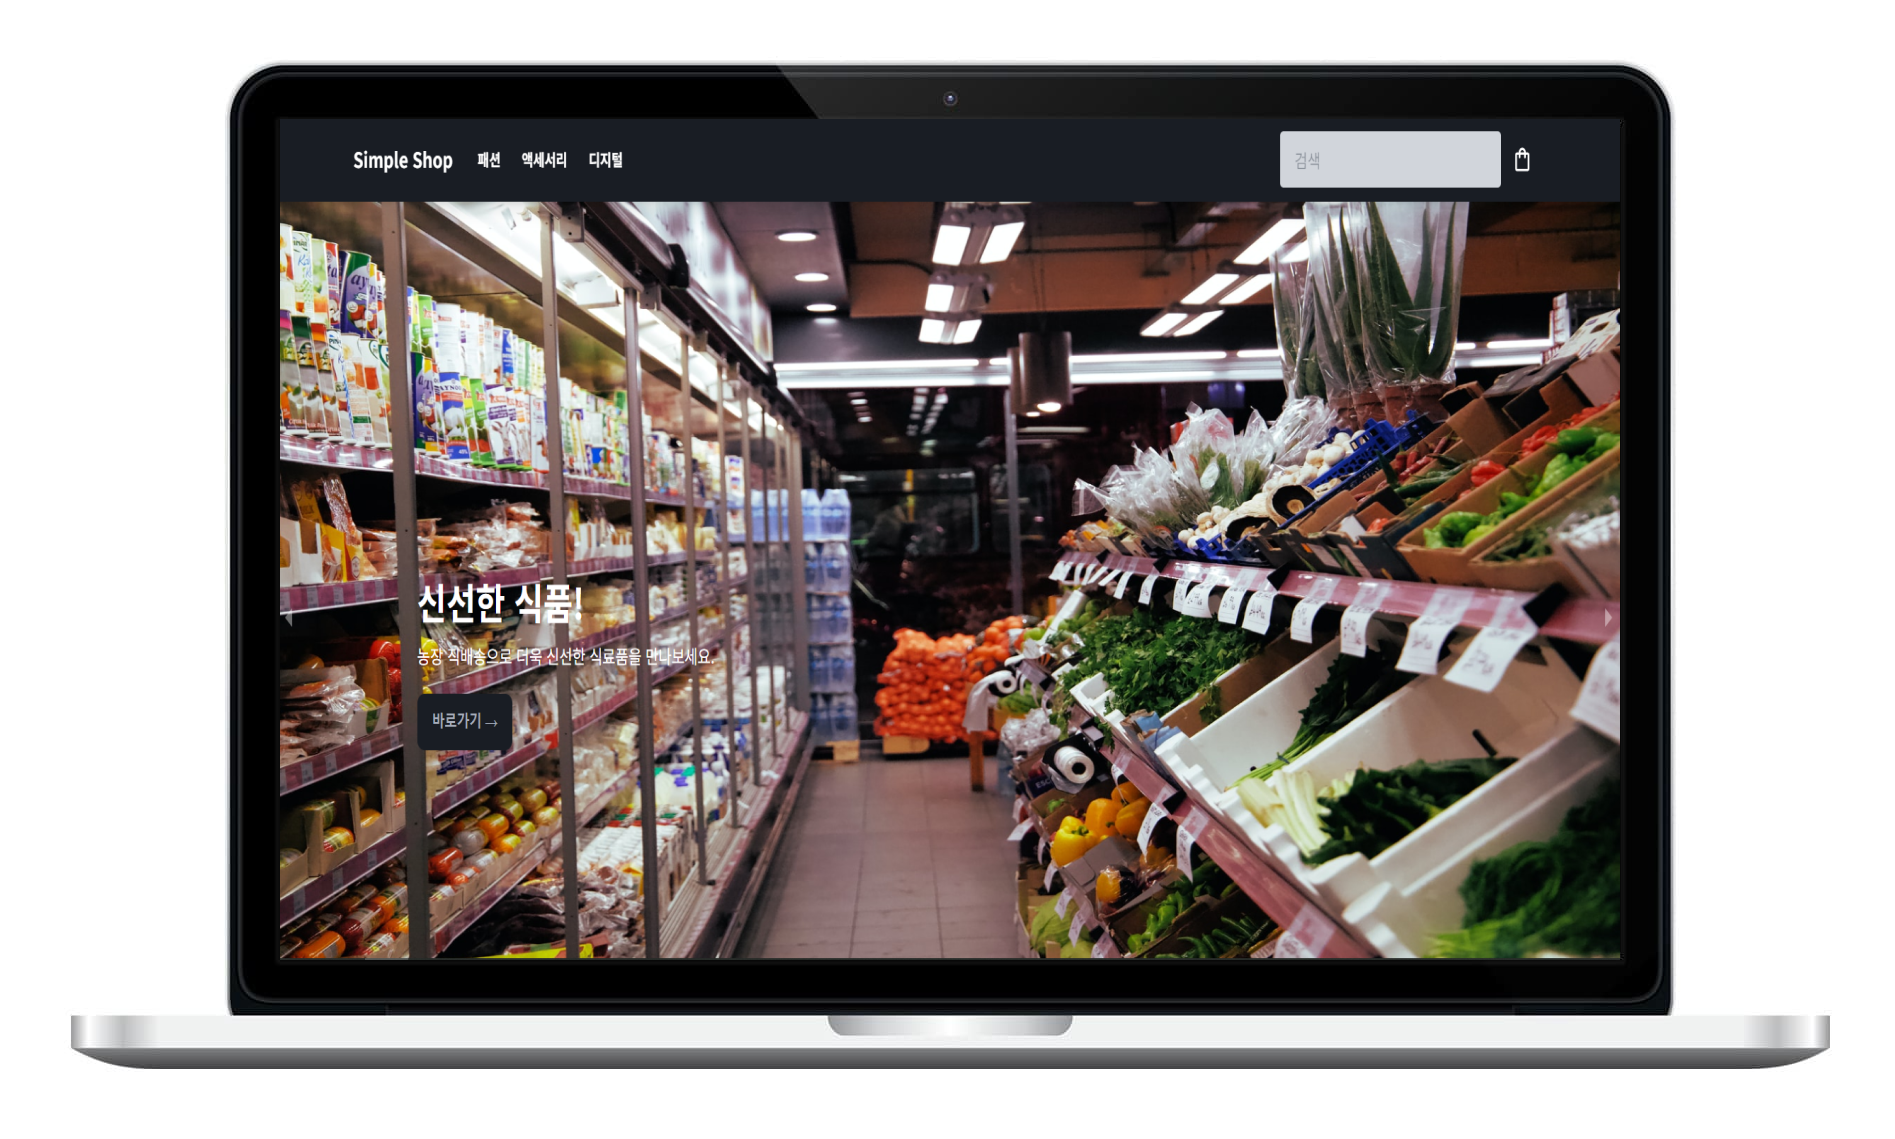 Simple Shop 패션 액세서리 디지털 검색
신선한 식품!
농장 직배송으로 더욱 신선한 식료품을 만나보세요.
바로가기 →